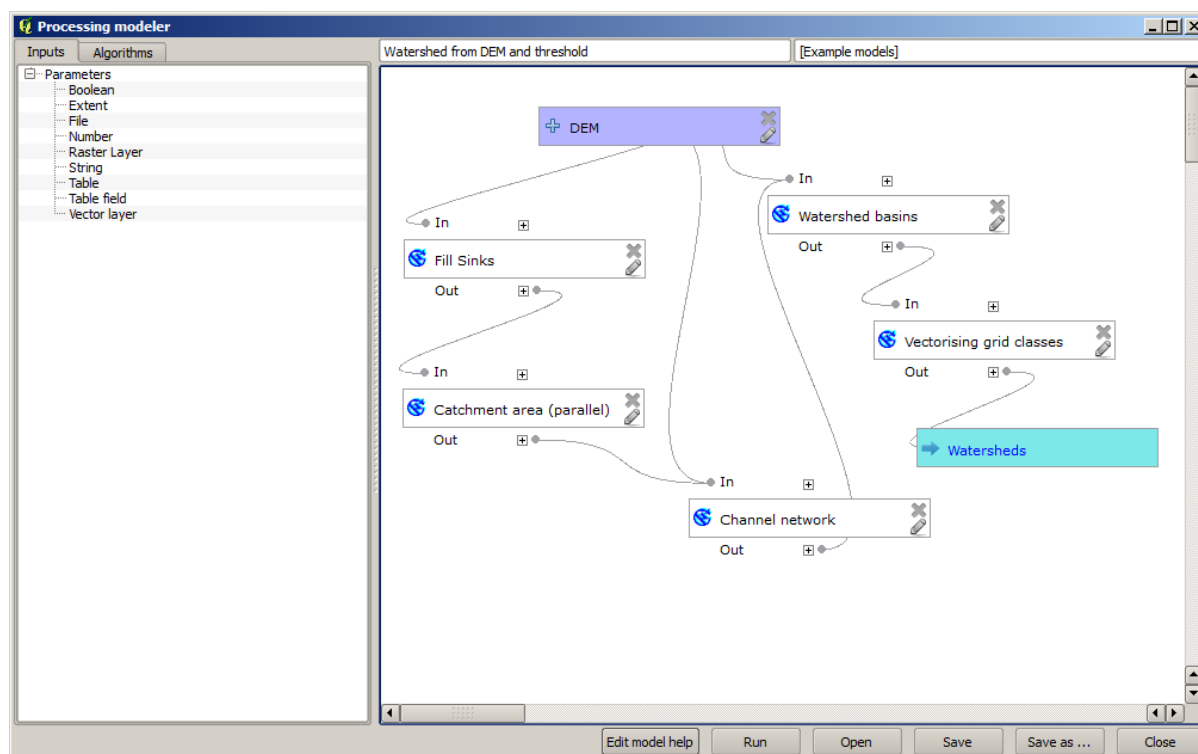 Processing modeler
Inputs Algorithms
Watershed from DEM and threshold
[Example models]
Parameters
Boolean
Extent
File
Number
Raster Layer
String
Table
Table field
Vector layer
DEM
In
Watershed basins
Out
In
Fill Sinks
Out
In
Vectorising grid classes
Out
In
Catchment area (parallel)
Out
Watersheds
In
Channel network
Out
Edit model help Run Open Save Save as ... Close